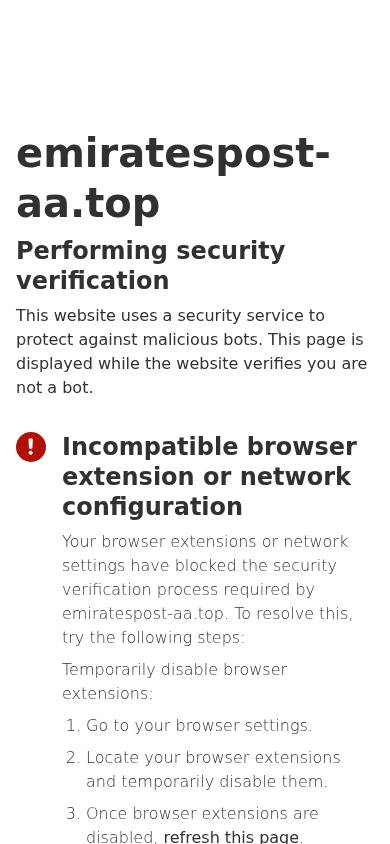 emiratespost-
aa.top
Performing security
verification
This website uses a security service to
protect against malicious bots. This page is
displayed while the website verifies you are
not a bot.
Incompatible browser
extension or network
configuration
Your browser extensions or network
settings have blocked the security
verification process required by
emiratespost-aa.top. To resolve this,
try the following steps:
Temporarily disable browser
extensions:
1. Go to your browser settings.
2. Locate your browser extensions
and temporarily disable them.
3. Once browser extensions are
disabled, refresh this page.